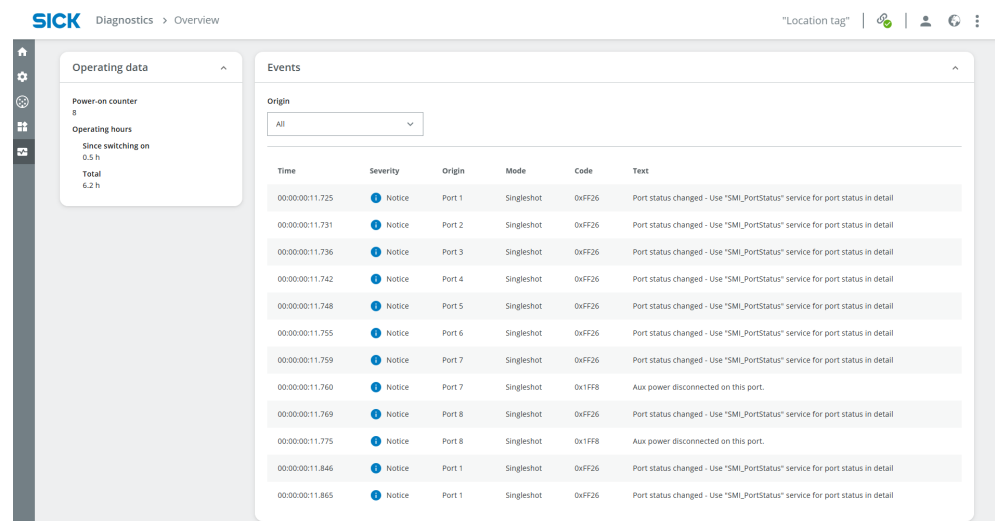 SICK Diagnostics > Overview "Location tag"
Operating data
Power-on counter
8
Operating hours
Since switching on
0.5 h
Total
6.2 h
Events
Origin
All
Time Severity Origin Mode Code Text
00:00:00:11.725 Notice Port 1 Singleshot 0xFF26 Port status changed - Use "SMI_PortStatus" service for port status in detail
00:00:00:11.731 Notice Port 2 Singleshot 0xFF26 Port status changed - Use "SMI_PortStatus" service for port status in detail
00:00:00:11.736 Notice Port 3 Singleshot 0xFF26 Port status changed - Use "SMI_PortStatus" service for port status in detail
00:00:00:11.742 Notice Port 4 Singleshot 0xFF26 Port status changed - Use "SMI_PortStatus" service for port status in detail
00:00:00:11.748 Notice Port 5 Singleshot 0xFF26 Port status changed - Use "SMI_PortStatus" service for port status in detail
00:00:00:11.755 Notice Port 6 Singleshot 0xFF26 Port status changed - Use "SMI_PortStatus" service for port status in detail
00:00:00:11.759 Notice Port 7 Singleshot 0xFF26 Port status changed - Use "SMI_PortStatus" service for port status in detail
00:00:00:11.760 Notice Port 7 Singleshot 0x1FF8 Aux power disconnected on this port.
00:00:00:11.769 Notice Port 8 Singleshot 0xFF26 Port status changed - Use "SMI_PortStatus" service for port status in detail
00:00:00:11.775 Notice Port 8 Singleshot 0x1FF8 Aux power disconnected on this port.
00:00:00:11.846 Notice Port 1 Singleshot 0xFF26 Port status changed - Use "SMI_PortStatus" service for port status in detail
00:00:00:11.865 Notice Port 1 Singleshot 0xFF26 Port status changed - Use "SMI_PortStatus" service for port status in detail